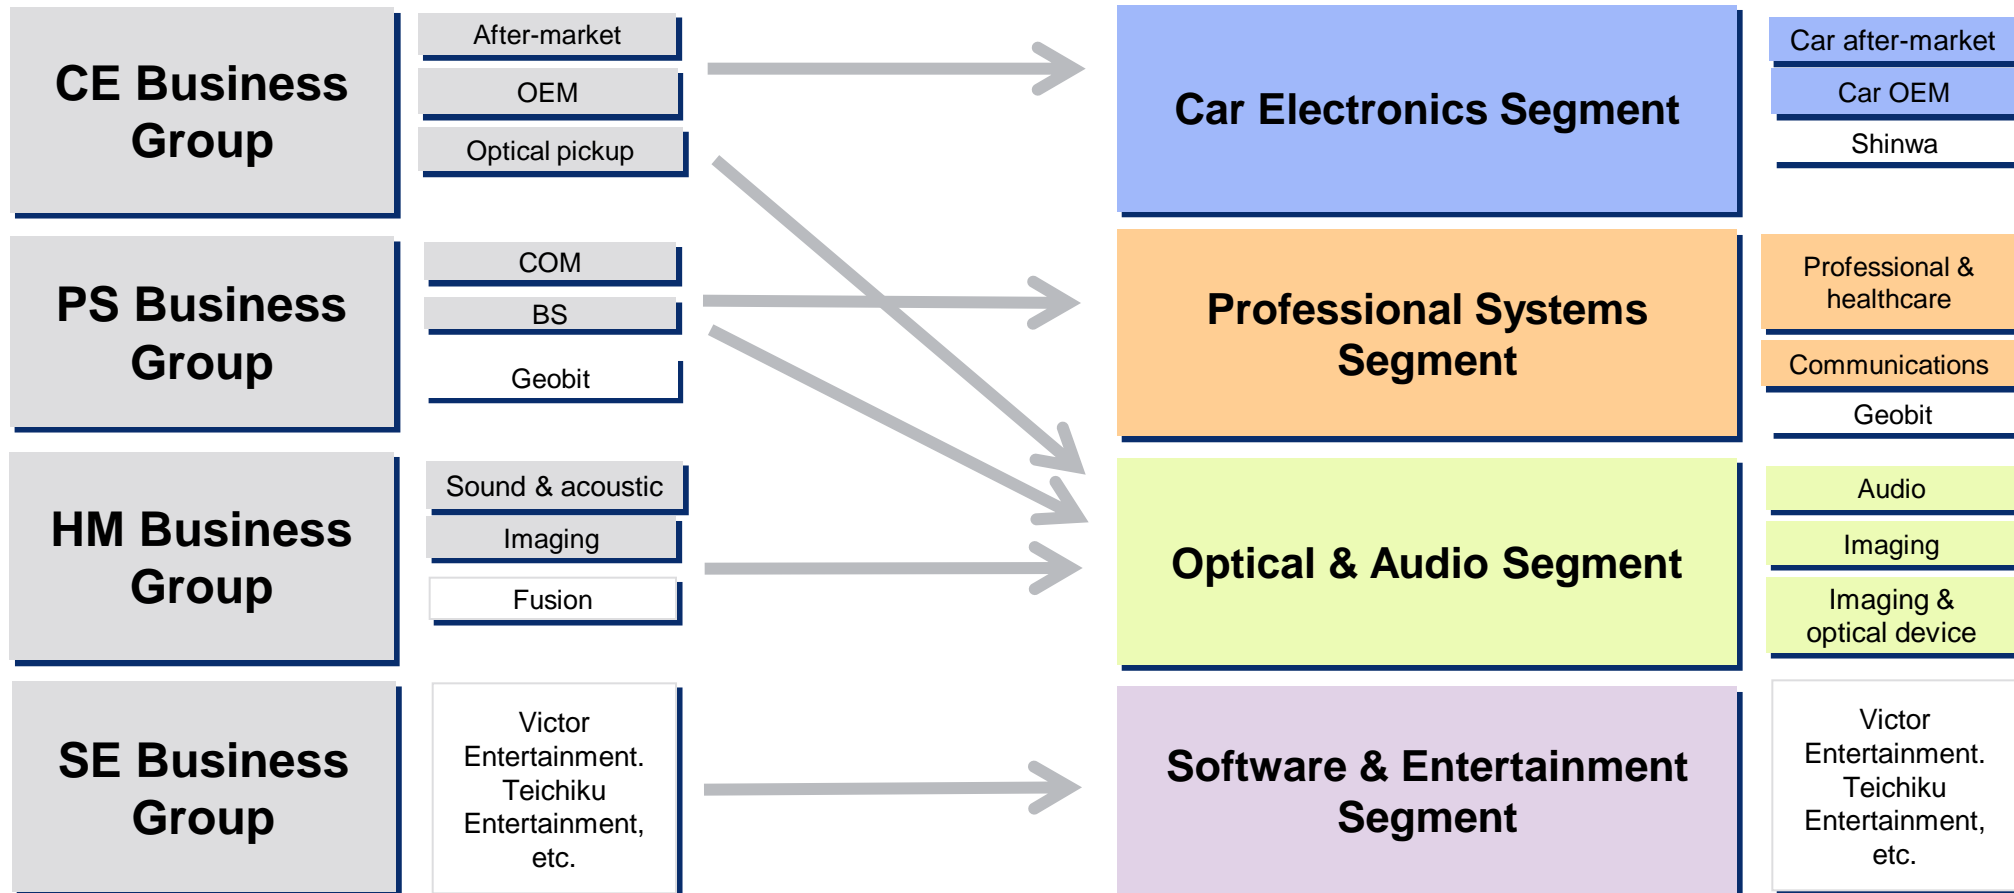 CE Business
Group
After-market
OEM
Optical pickup
Car Electronics Segment
Car after-market
Car OEM
Shinwa
PS Business
Group
COM
BS
Geobit
Professional Systems
Segment
Professional &
healthcare
Communications
Geobit
HM Business
Group
Sound & acoustic
Imaging
Fusion
Optical & Audio Segment
Audio
Imaging
Imaging &
optical device
SE Business
Group
Victor
Entertainment.
Teichiku
Entertainment,
etc.
Software & Entertainment
Segment
Victor
Entertainment.
Teichiku
Entertainment,
etc.